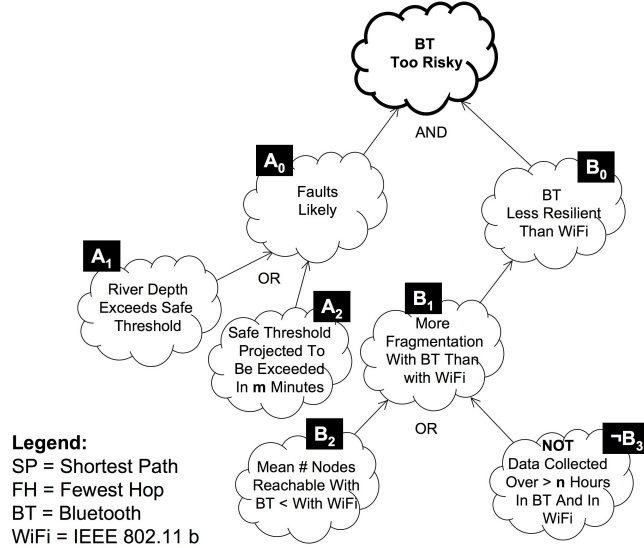 BT
Too Risky
AND
A₀
Faults
Likely
B₀
BT
Less Resilient
Than WiFi
A₁
River Depth
Exceeds Safe
Threshold
OR
A₂
Safe Threshold
Projected To
Be Exceeded
In m Minutes
B₁
More
Fragmentation
With BT Than
with WiFi
OR
B₂
Mean # Nodes
Reachable With
BT < With WiFi
¬B₃
NOT
Data Collected
Over > n Hours
In BT And In
WiFi
Legend:
SP = Shortest Path
FH = Fewest Hop
BT = Bluetooth
WiFi = IEEE 802.11 b